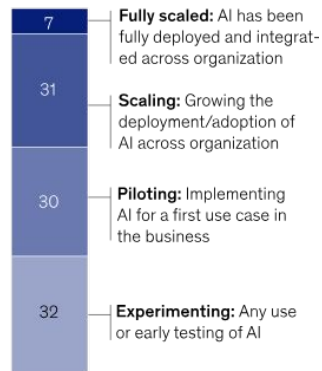 7
Fully scaled: AI has been
fully deployed and integrat-
ed across organization
31
Scaling: Growing the
deployment/adoption of
AI across organization
30
Piloting: Implementing
AI for a first use case in
the business
32
Experimenting: Any use
or early testing of AI